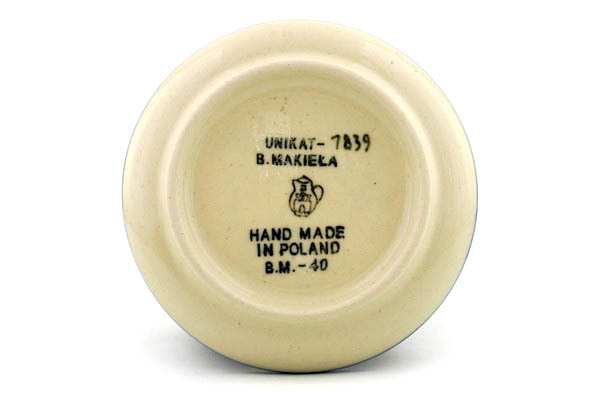 UNIKAT- 7839
B. MAKIEŁA
HAND MADE
IN POLAND
B.M.-40